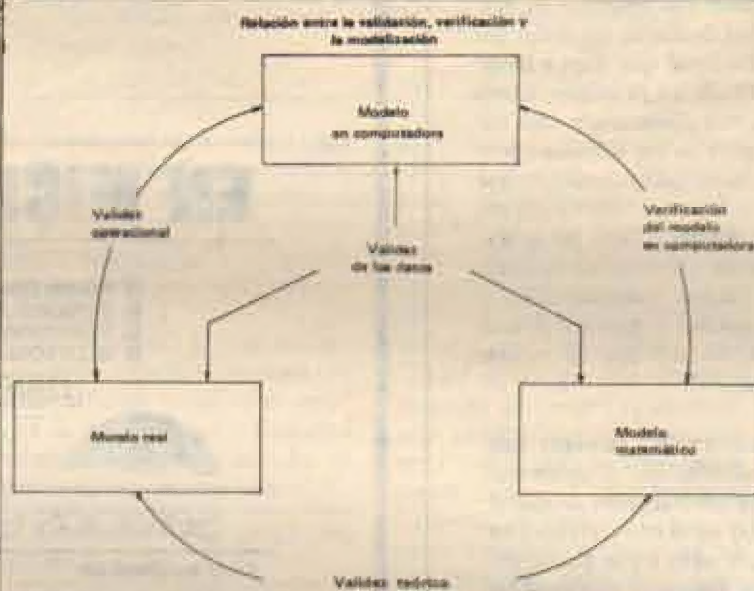 Relación entre la validación, verificación y
la modelización
Modelo
en computadora
Validez
operacional
Verificación
del modelo
en computadora
Validez
de los datos
Mundo real
Modelo
matemático
Validez teórica